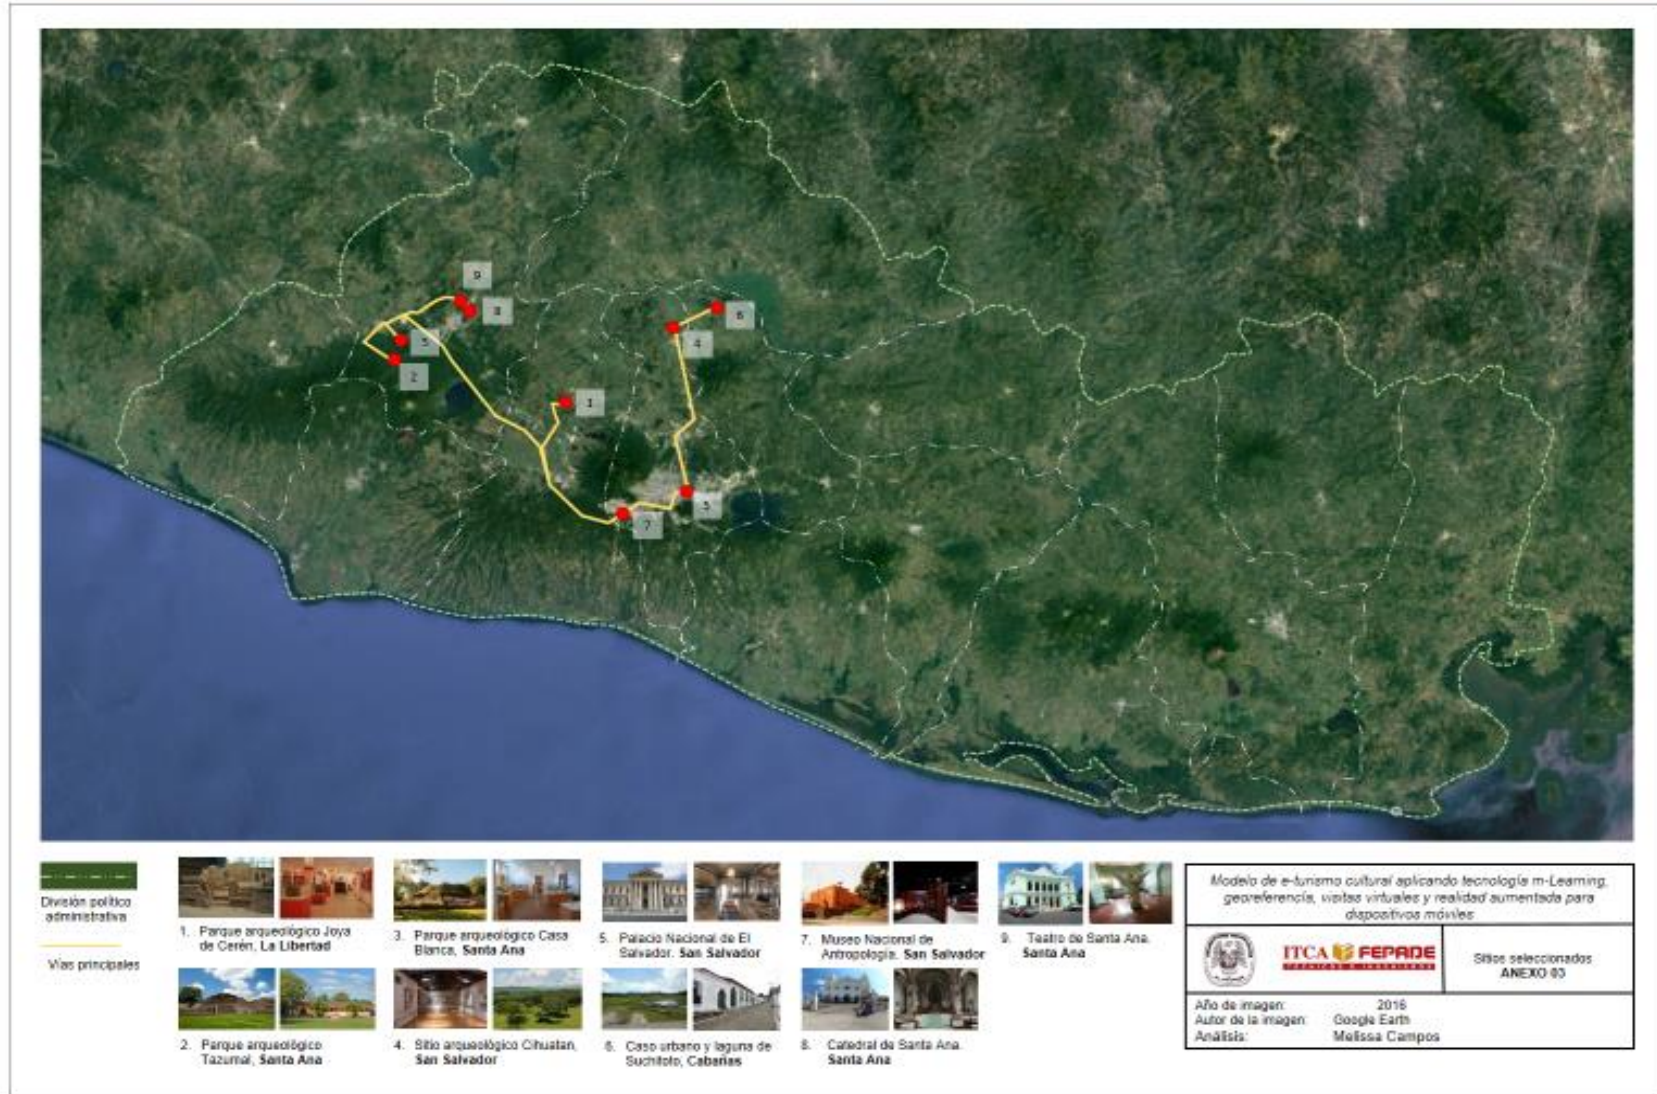 9
8
6
4
3
2
1
5
7
División político
administrativa
Vías principales
1. Parque arqueológico Joya
de Cerén, La Libertad
2. Parque arqueológico
Tazumal, Santa Ana
3. Parque arqueológico Casa
Blanca, Santa Ana
4. Sitio arqueológico Cihuatan,
San Salvador
5. Palacio Nacional de El
Salvador. San Salvador
6. Caso urbano y laguna de
Suchitoto, Cabañas
7. Museo Nacional de
Antropología. San Salvador
8. Catedral de Santa Ana.
Santa Ana
9. Teatro de Santa Ana.
Santa Ana
Modelo de e-turismo cultural aplicando tecnología m-Learning,
georeferencia, visitas virtuales y realidad aumentada para
dispositivos móviles
ITCA FEPADE
Sitios seleccionados
ANEXO 03
Año de imagen: 2016
Autor de la imagen: Google Earth
Análisis: Melissa Campos